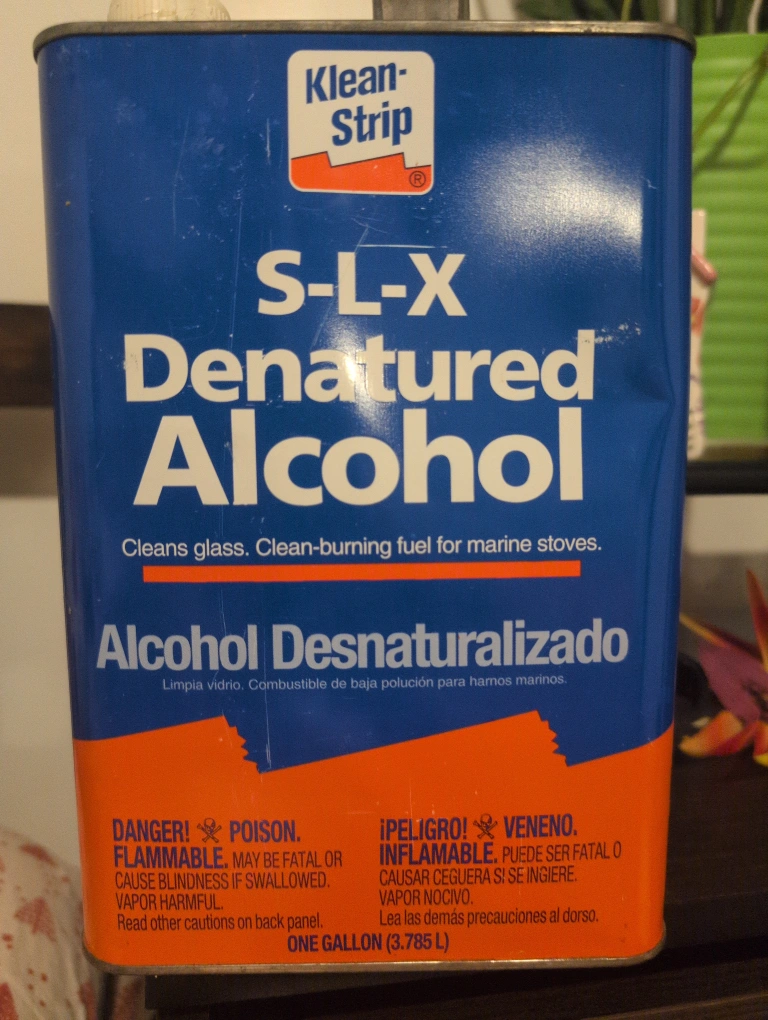 Klean-
Strip
®
S-L-X
Denatured
Alcohol
Cleans glass. Clean-burning fuel for marine stoves.
Alcohol Desnaturalizado
Limpia vidrio. Combustible de baja polución para harnos marinos.
DANGER! POISON.
FLAMMABLE. MAY BE FATAL OR
CAUSE BLINDNESS IF SWALLOWED.
VAPOR HARMFUL.
Read other cautions on back panel.
¡PELIGRO! VENENO.
INFLAMABLE. PUEDE SER FATAL O
CAUSAR CEGUERA SI SE INGIERE.
VAPOR NOCIVO.
Lea las demás precauciones al dorso.
ONE GALLON (3.785 L)